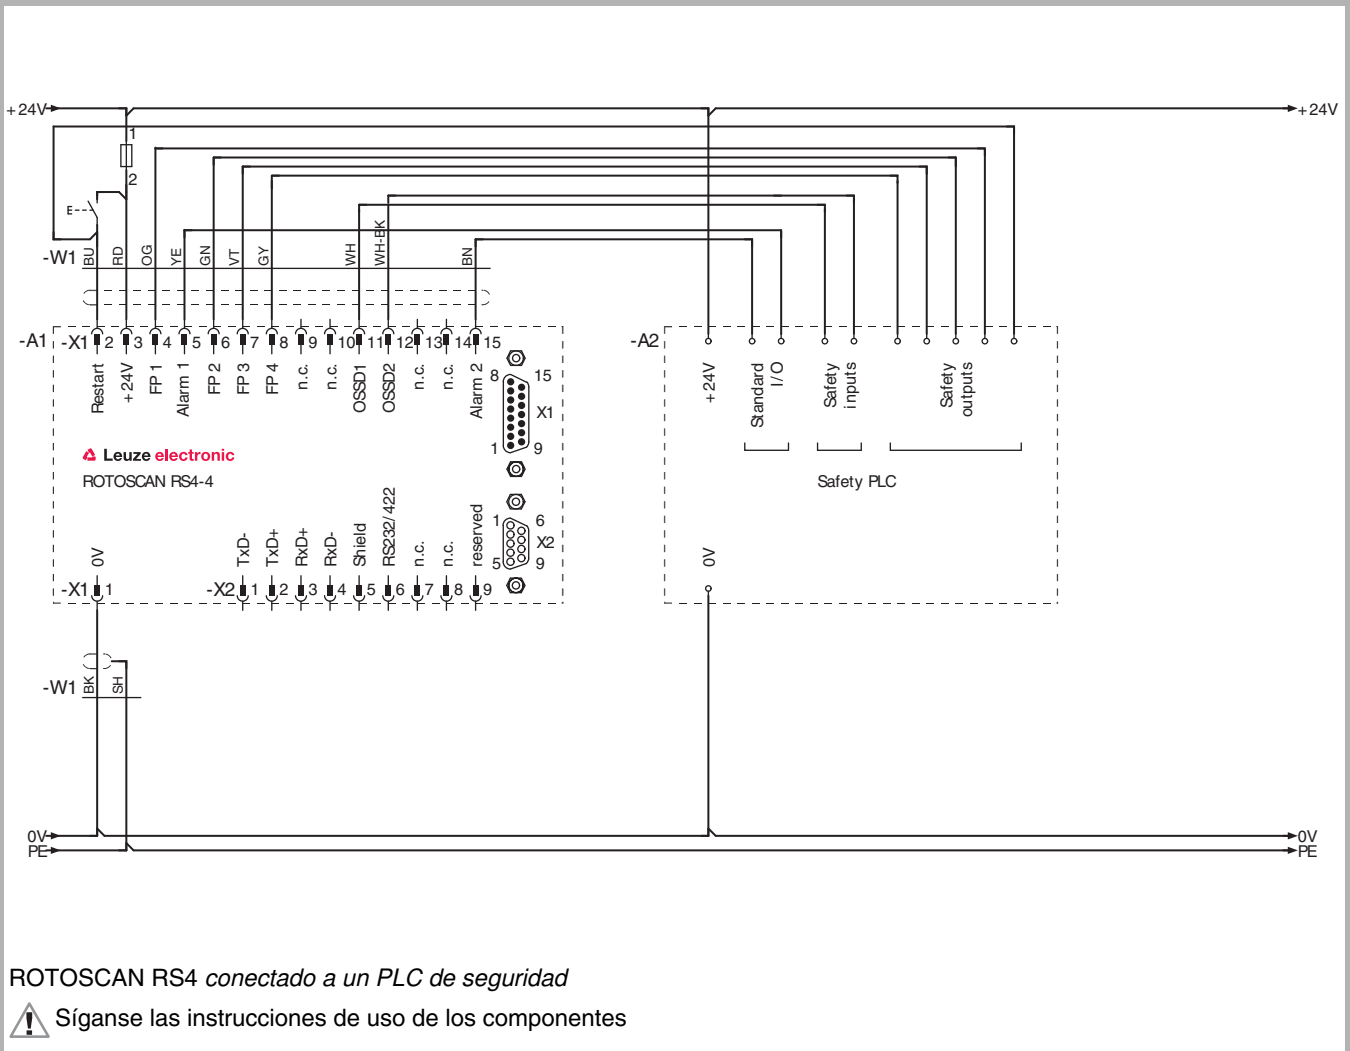 +24V +24V
1
2
E
-W1 BU RD OG YE GN VT GY WH WH-BK BN
-A1 -X1 2 3 4 5 6 7 8 9 10 11 12 13 14 15
Restart +24V FP 1 Alarm 1 FP 2 FP 3 FP 4 n.c. n.c. OSSD1 OSSD2 n.c. n.c. Alarm 2
8 15
X1
1 9
-A2
+24V Standard I/O Safety inputs Safety outputs
Leuze electronic
ROTOSCAN RS4-4
Safety PLC
1 6
X2
5 9
0V TxD- TxD+ RxD+ RxD- Shield RS232/422 n.c. n.c. reserved
0V
-X1 1 -X2 1 2 3 4 5 6 7 8 9
-W1 BK SH
0V 0V
PE PE
ROTOSCAN RS4 conectado a un PLC de seguridad
Síganse las instrucciones de uso de los componentes